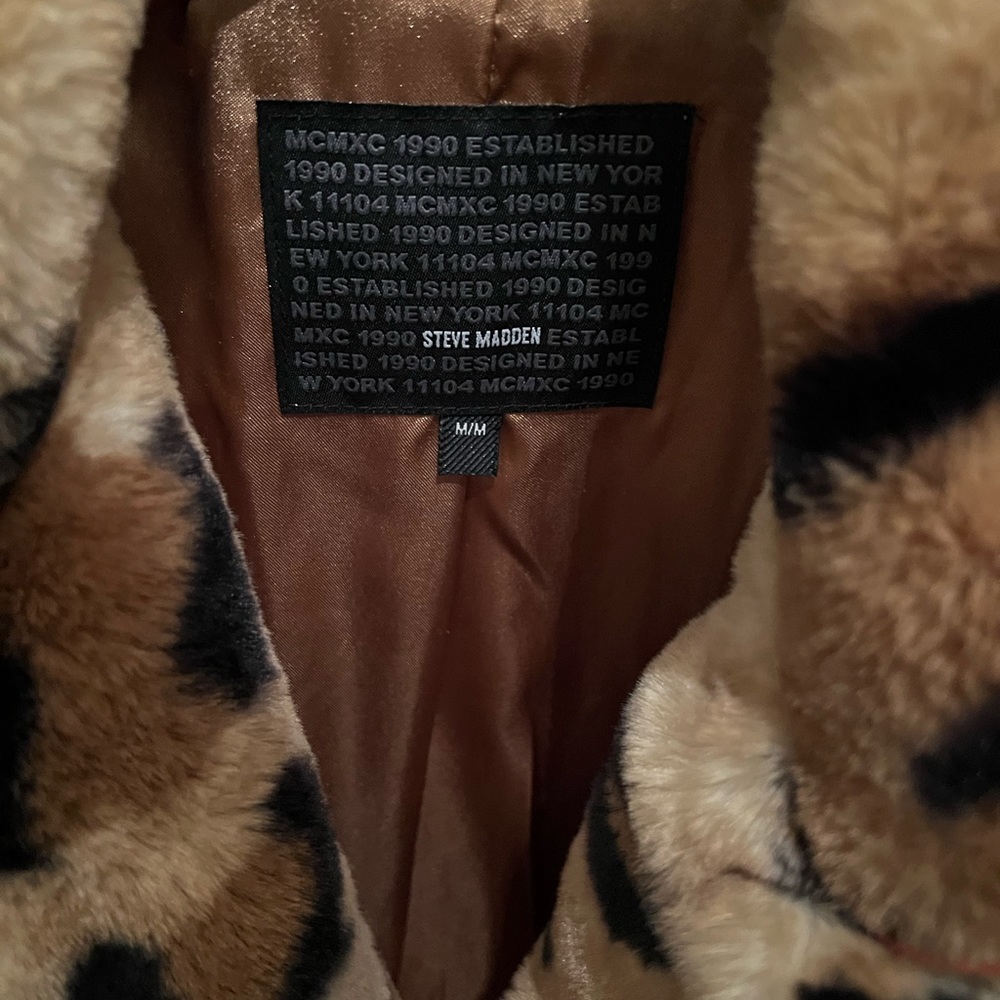 MCMXC 1990 ESTABLISHED
1990 DESIGNED IN NEW YOR
K 11104 MCMXC 1990 ESTAB
LISHED 1990 DESIGNED IN N
EW YORK 11104 MCMXC 199
0 ESTABLISHED 1990 DESIG
NED IN NEW YORK 11104 MC
MXC 1990 STEVE MADDEN ESTABL
ISHED 1990 DESIGNED IN NE
W YORK 11104 MCMXC 1990
M/M